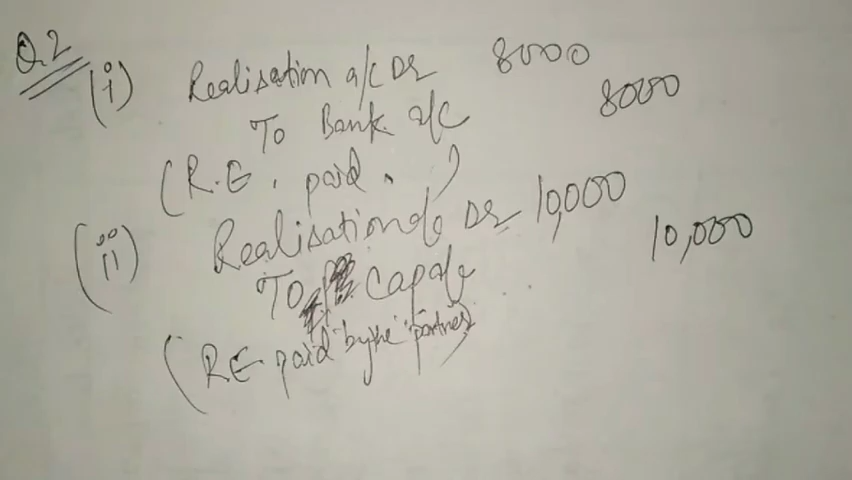 Q.2
(i) Realisation a/c Dr 8000
To Bank a/c 8000
(R.E. paid.)
(ii) Realisation a/c Dr 10,000
To Cap a/c 10,000
(RE paid by the partner)